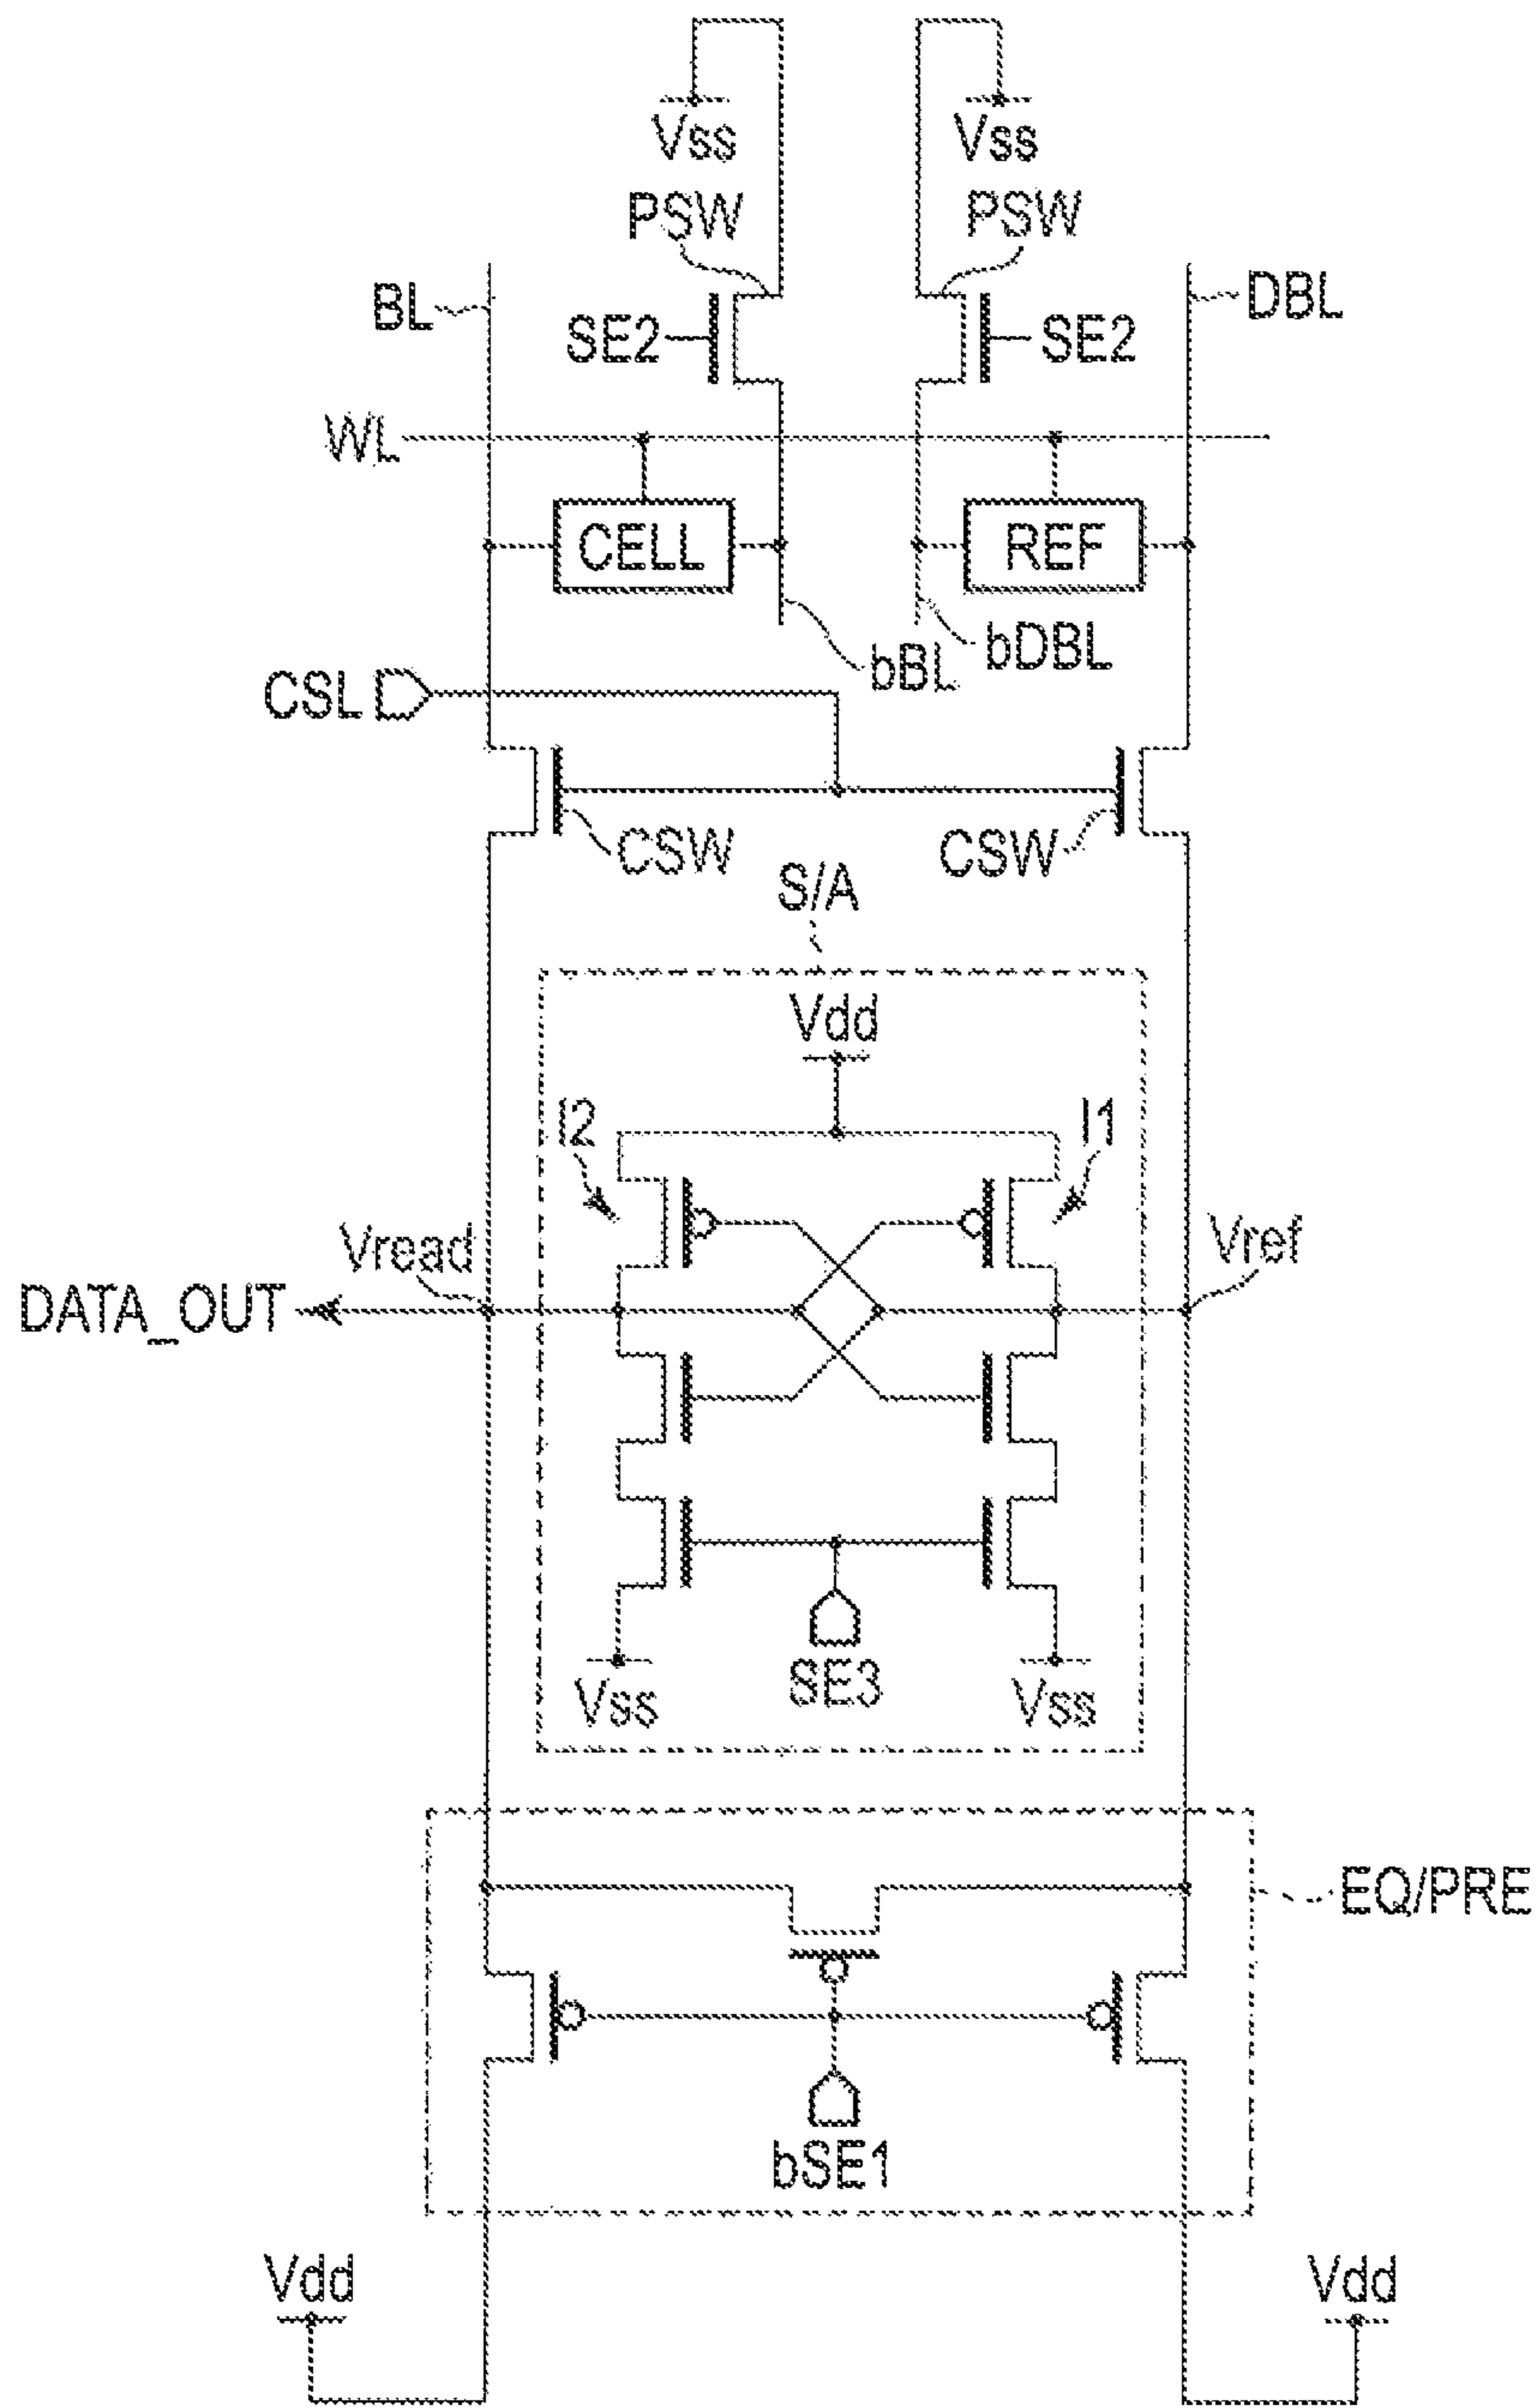 Vss
Vss
PSW
PSW
BL
DBL
SE2
SE2
WL
CELL
REF
bBL
bDBL
CSL
CSW
CSW
S/A
Vdd
I2
I1
Vread
Vref
DATA_OUT
SE3
Vss
Vss
EQ/PRE
bSE1
Vdd
Vdd